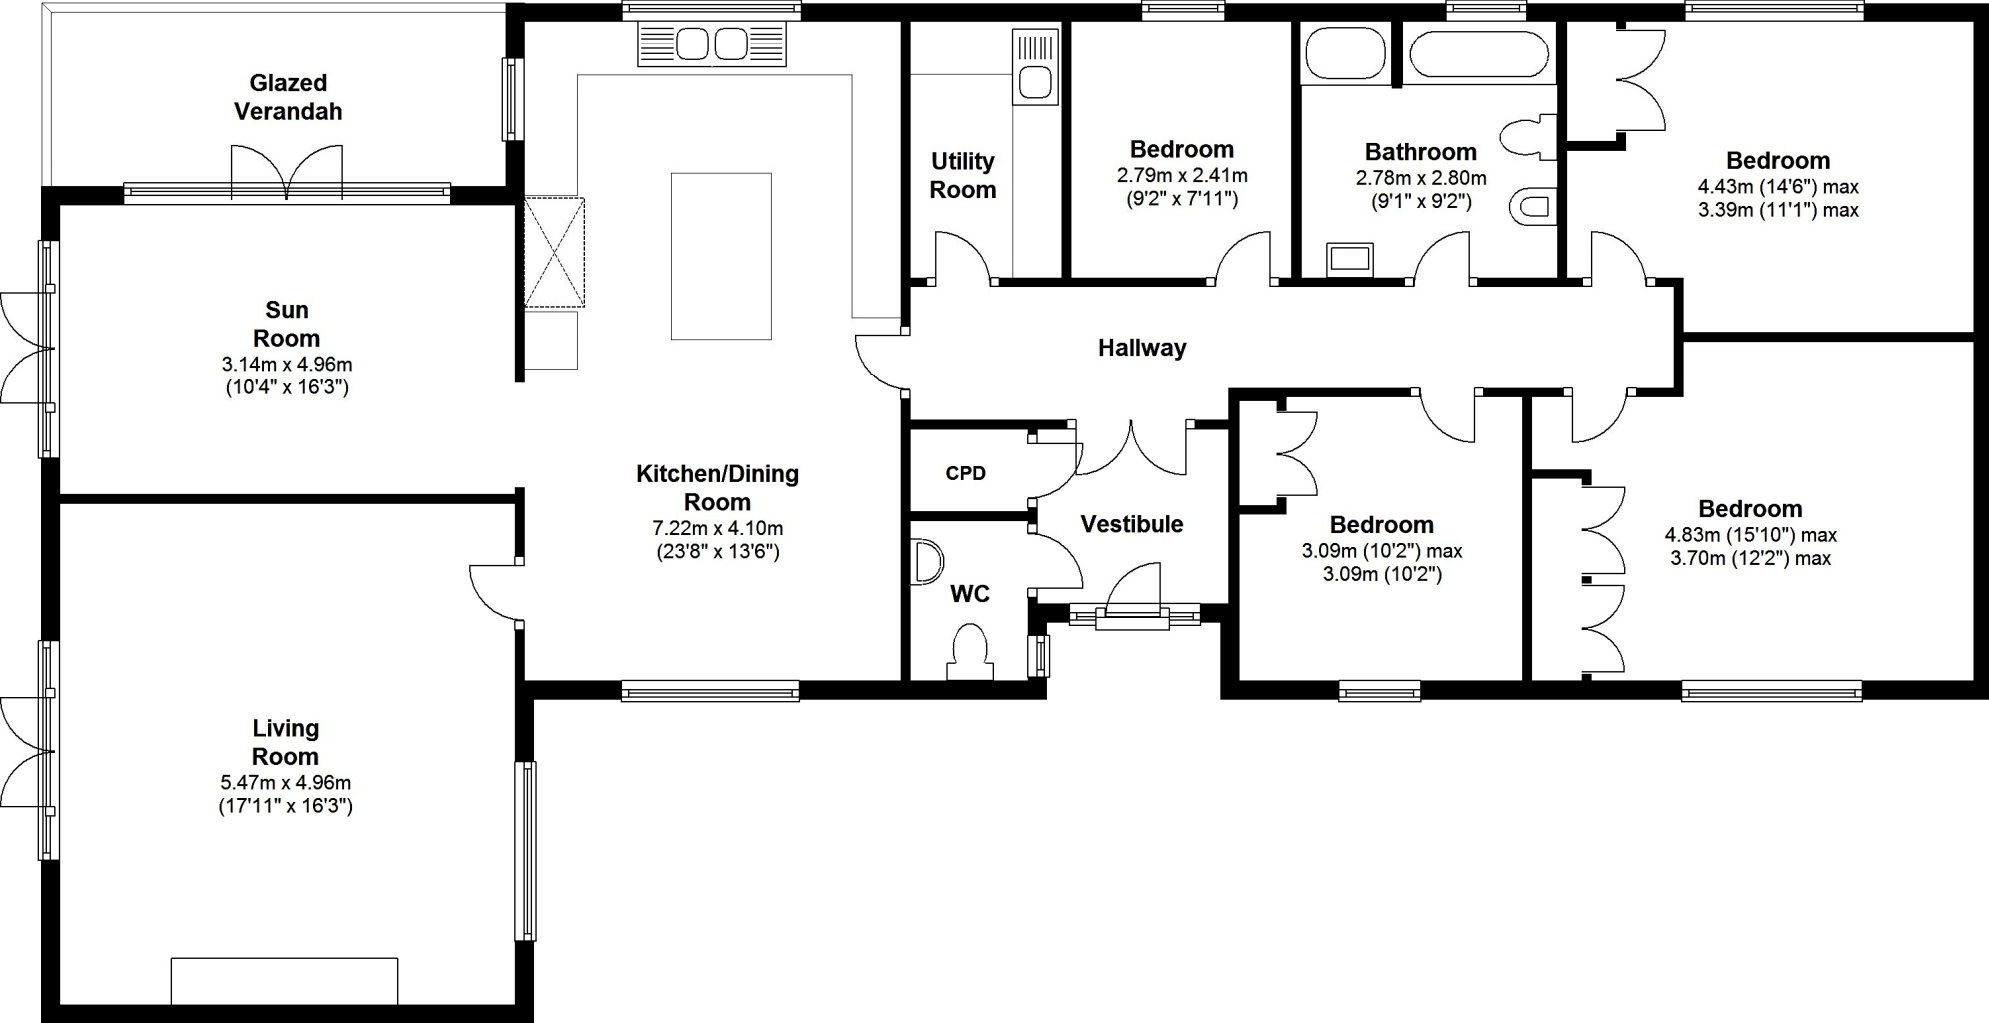 Glazed
Verandah
Sun
Room
3.14m x 4.96m
(10'4" x 16'3")
Living
Room
5.47m x 4.96m
(17'11" x 16'3")
Kitchen/Dining
Room
7.22m x 4.10m
(23'8" x 13'6")
Utility
Room
Bedroom
2.79m x 2.41m
(9'2" x 7'11")
Bathroom
2.78m x 2.80m
(9'1" x 9'2")
Bedroom
4.43m (14'6") max
3.39m (11'1") max
Hallway
CPD
Vestibule
WC
Bedroom
3.09m (10'2") max
3.09m (10'2")
Bedroom
4.83m (15'10") max
3.70m (12'2") max